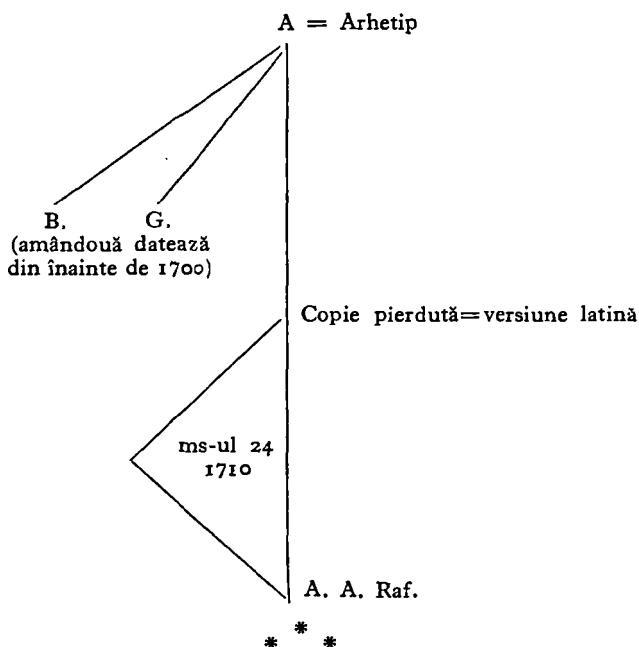 A = Arhetip
B. G.
(amândouă datează
din înainte de 1700)
Copie pierdută=versiune latină
ms-ul 24
1710
A. A. Raf.
* * *